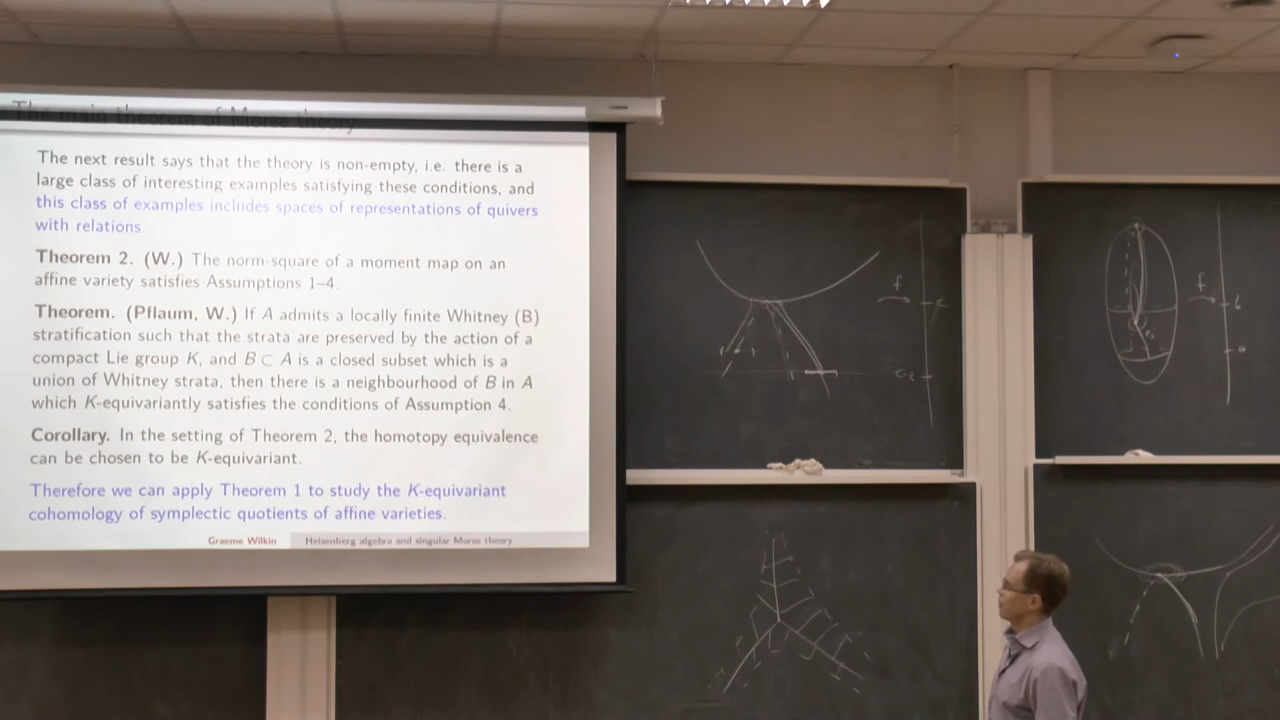 The main theorem of Morse theory
The next result says that the theory is non-empty, i.e. there is a
large class of interesting examples satisfying these conditions, and
this class of examples includes spaces of representations of quivers
with relations.
Theorem 2. (W.) The norm-square of a moment map on an
affine variety satisfies Assumptions 1–4.
Theorem. (Pflaum, W.) If A admits a locally finite Whitney (B)
stratification such that the strata are preserved by the action of a
compact Lie group K, and B ⊂ A is a closed subset which is a
union of Whitney strata, then there is a neighbourhood of B in A
which K-equivariantly satisfies the conditions of Assumption 4.
Corollary. In the setting of Theorem 2, the homotopy equivalence
can be chosen to be K-equivariant.
Therefore we can apply Theorem 1 to study the K-equivariant
cohomology of symplectic quotients of affine varieties.
Graeme Wilkin Heisenberg algebra and singular Morse theory
f
c
f
b
a